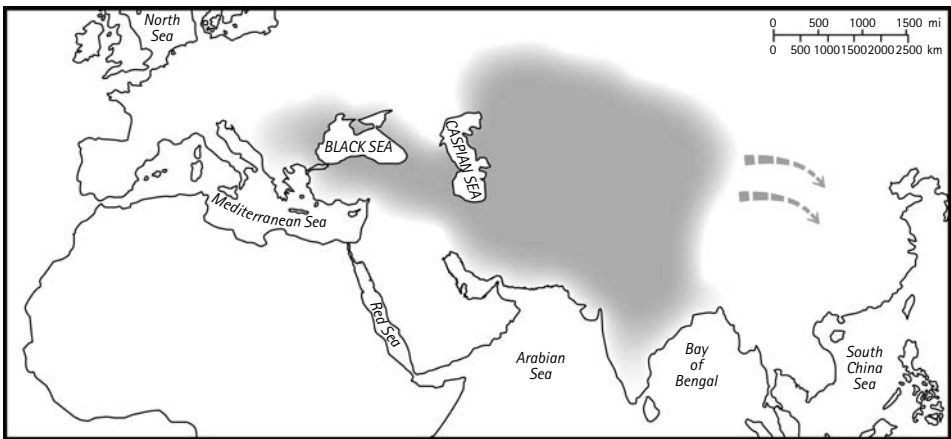 North
Sea
0 500 1000 1500 mi
0 500 1000 1500 2000 2500 km
BLACK SEA
CASPIAN SEA
Mediterranean Sea
Red Sea
Arabian
Sea
Bay
of
Bengal
South
China
Sea